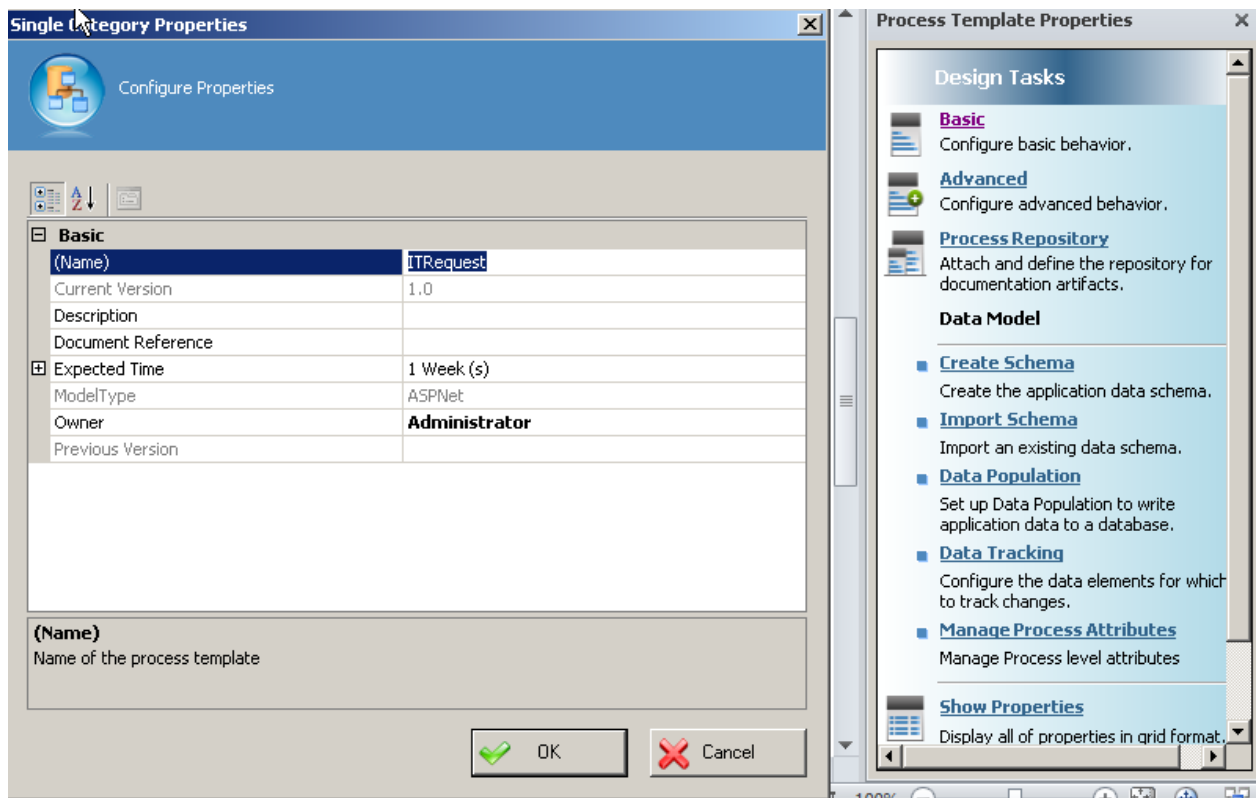 Single Category Properties
Configure Properties
Basic
(Name) ITRequest
Current Version 1.0
Description
Document Reference
Expected Time 1 Week (s)
ModelType ASPNet
Owner Administrator
Previous Version
(Name)
Name of the process template
OK Cancel
Process Template Properties
Design Tasks
Basic
Configure basic behavior.
Advanced
Configure advanced behavior.
Process Repository
Attach and define the repository for
documentation artifacts.
Data Model
Create Schema
Create the application data schema.
Import Schema
Import an existing data schema.
Data Population
Set up Data Population to write
application data to a database.
Data Tracking
Configure the data elements for which
to track changes.
Manage Process Attributes
Manage Process level attributes
Show Properties
Display all of properties in grid format.
100%